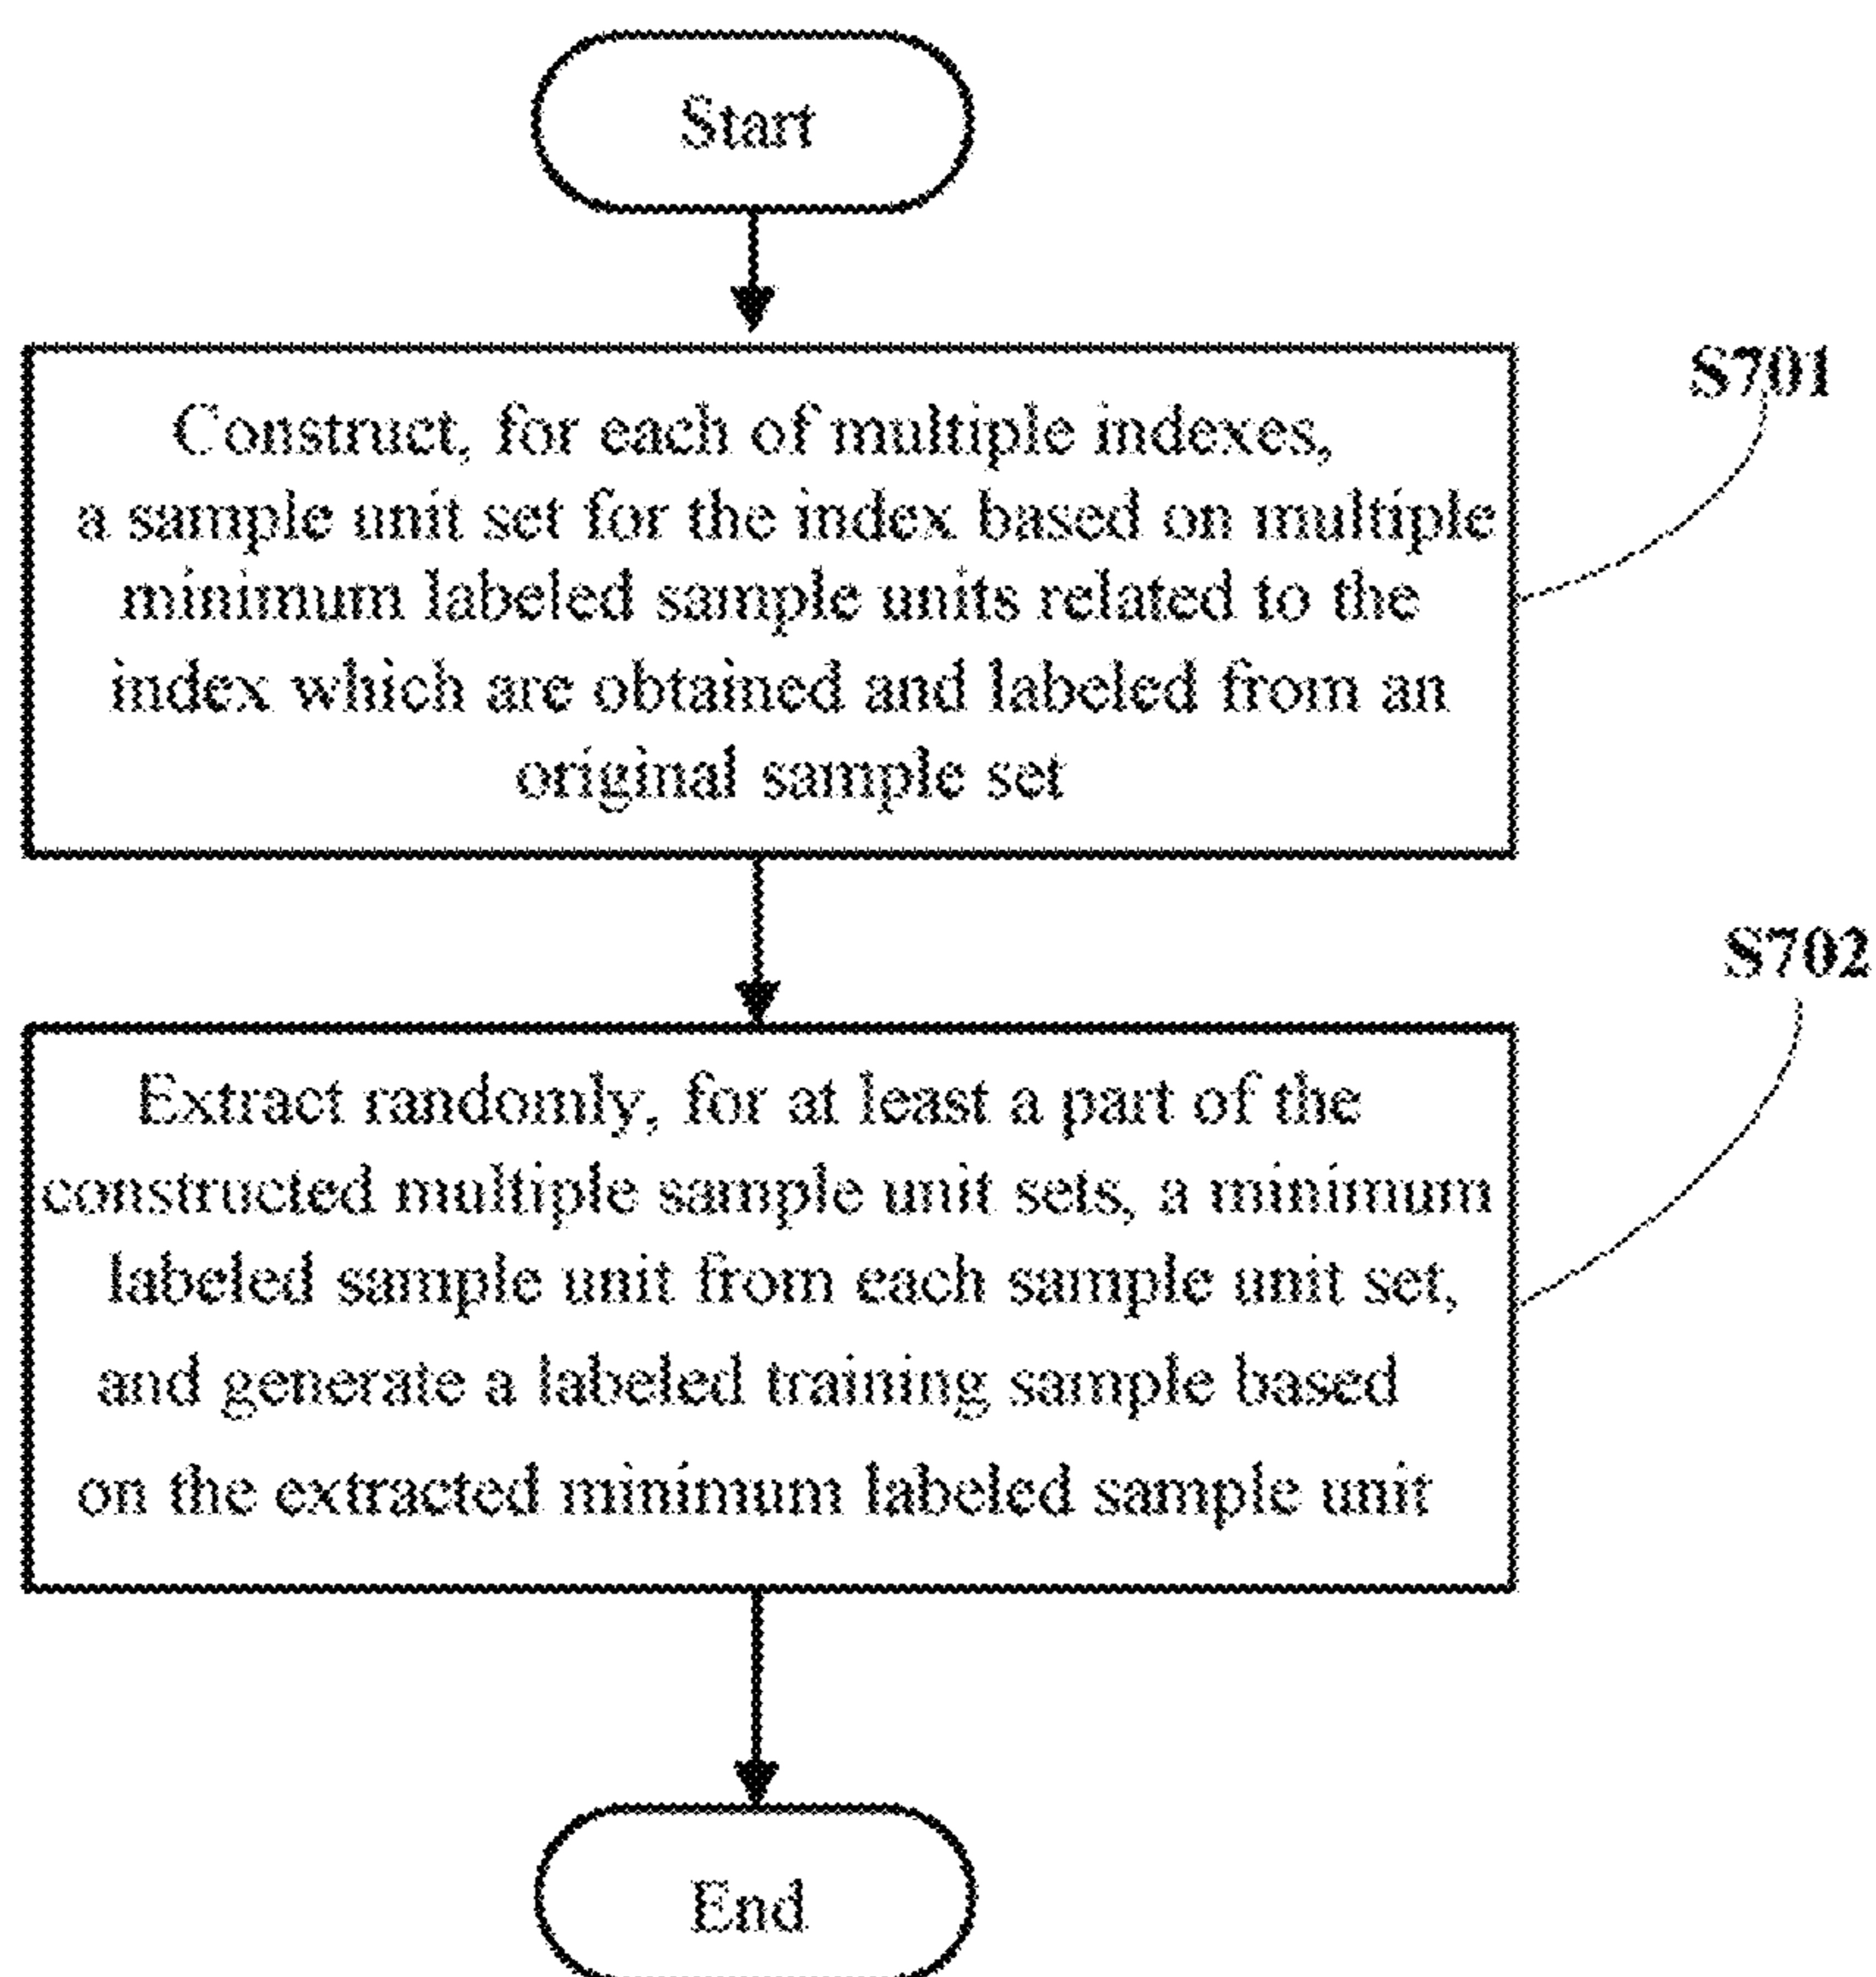 Start
S701
Construct, for each of multiple indexes,
a sample unit set for the index based on multiple
minimum labeled sample units related to the
index which are obtained and labeled from an
original sample set
S702
Extract randomly, for at least a part of the
constructed multiple sample unit sets, a minimum
labeled sample unit from each sample unit set,
and generate a labeled training sample based
on the extracted minimum labeled sample unit
End